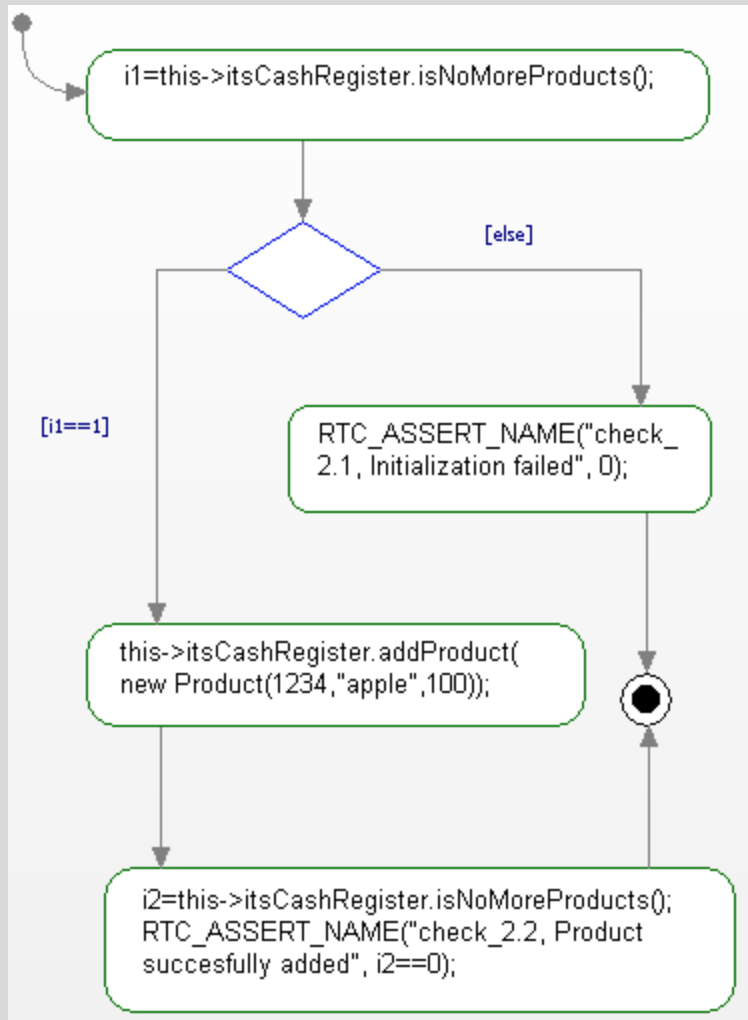 i1=this->itsCashRegister.isNoMoreProducts();
[else]
[i1==1]
RTC_ASSERT_NAME("check_
2.1, Initialization failed", 0);
this->itsCashRegister.addProduct(
new Product(1234,"apple",100));
i2=this->itsCashRegister.isNoMoreProducts();
RTC_ASSERT_NAME("check_2.2, Product
succesfully added", i2==0);